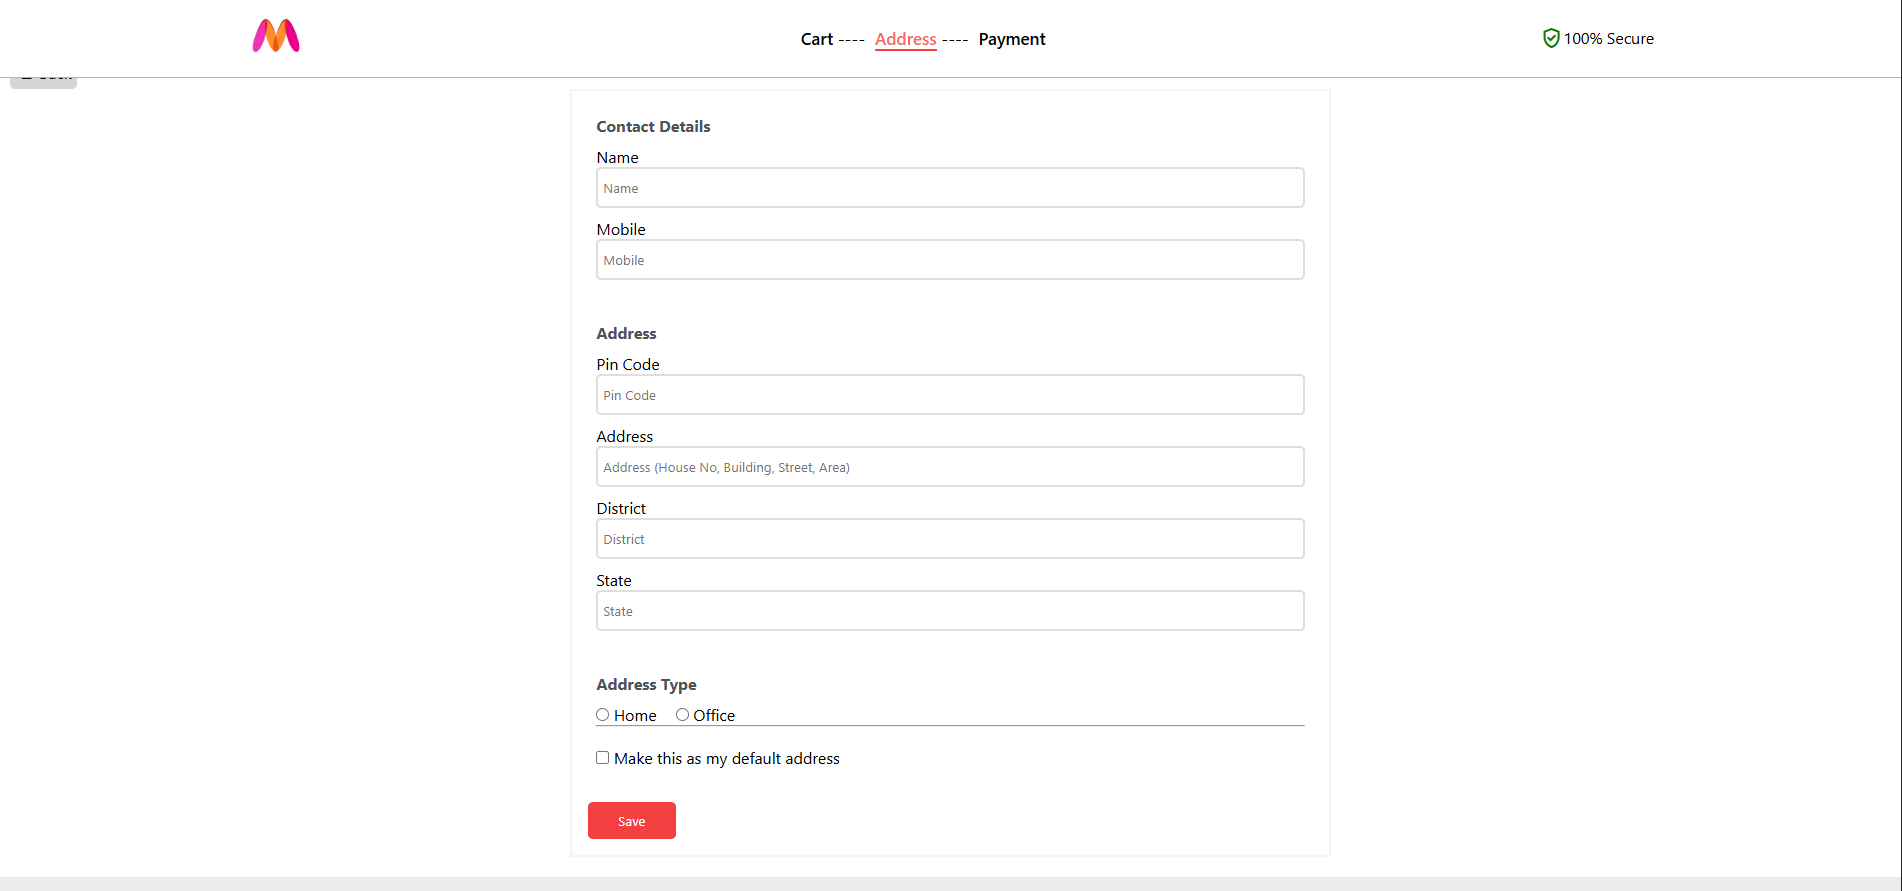 Cart ---- Address ---- Payment
100% Secure
Contact Details
Name
Name
Mobile
Mobile
Address
Pin Code
Pin Code
Address
Address (House No, Building, Street, Area)
District
District
State
State
Address Type
Home Office
Make this as my default address
Save